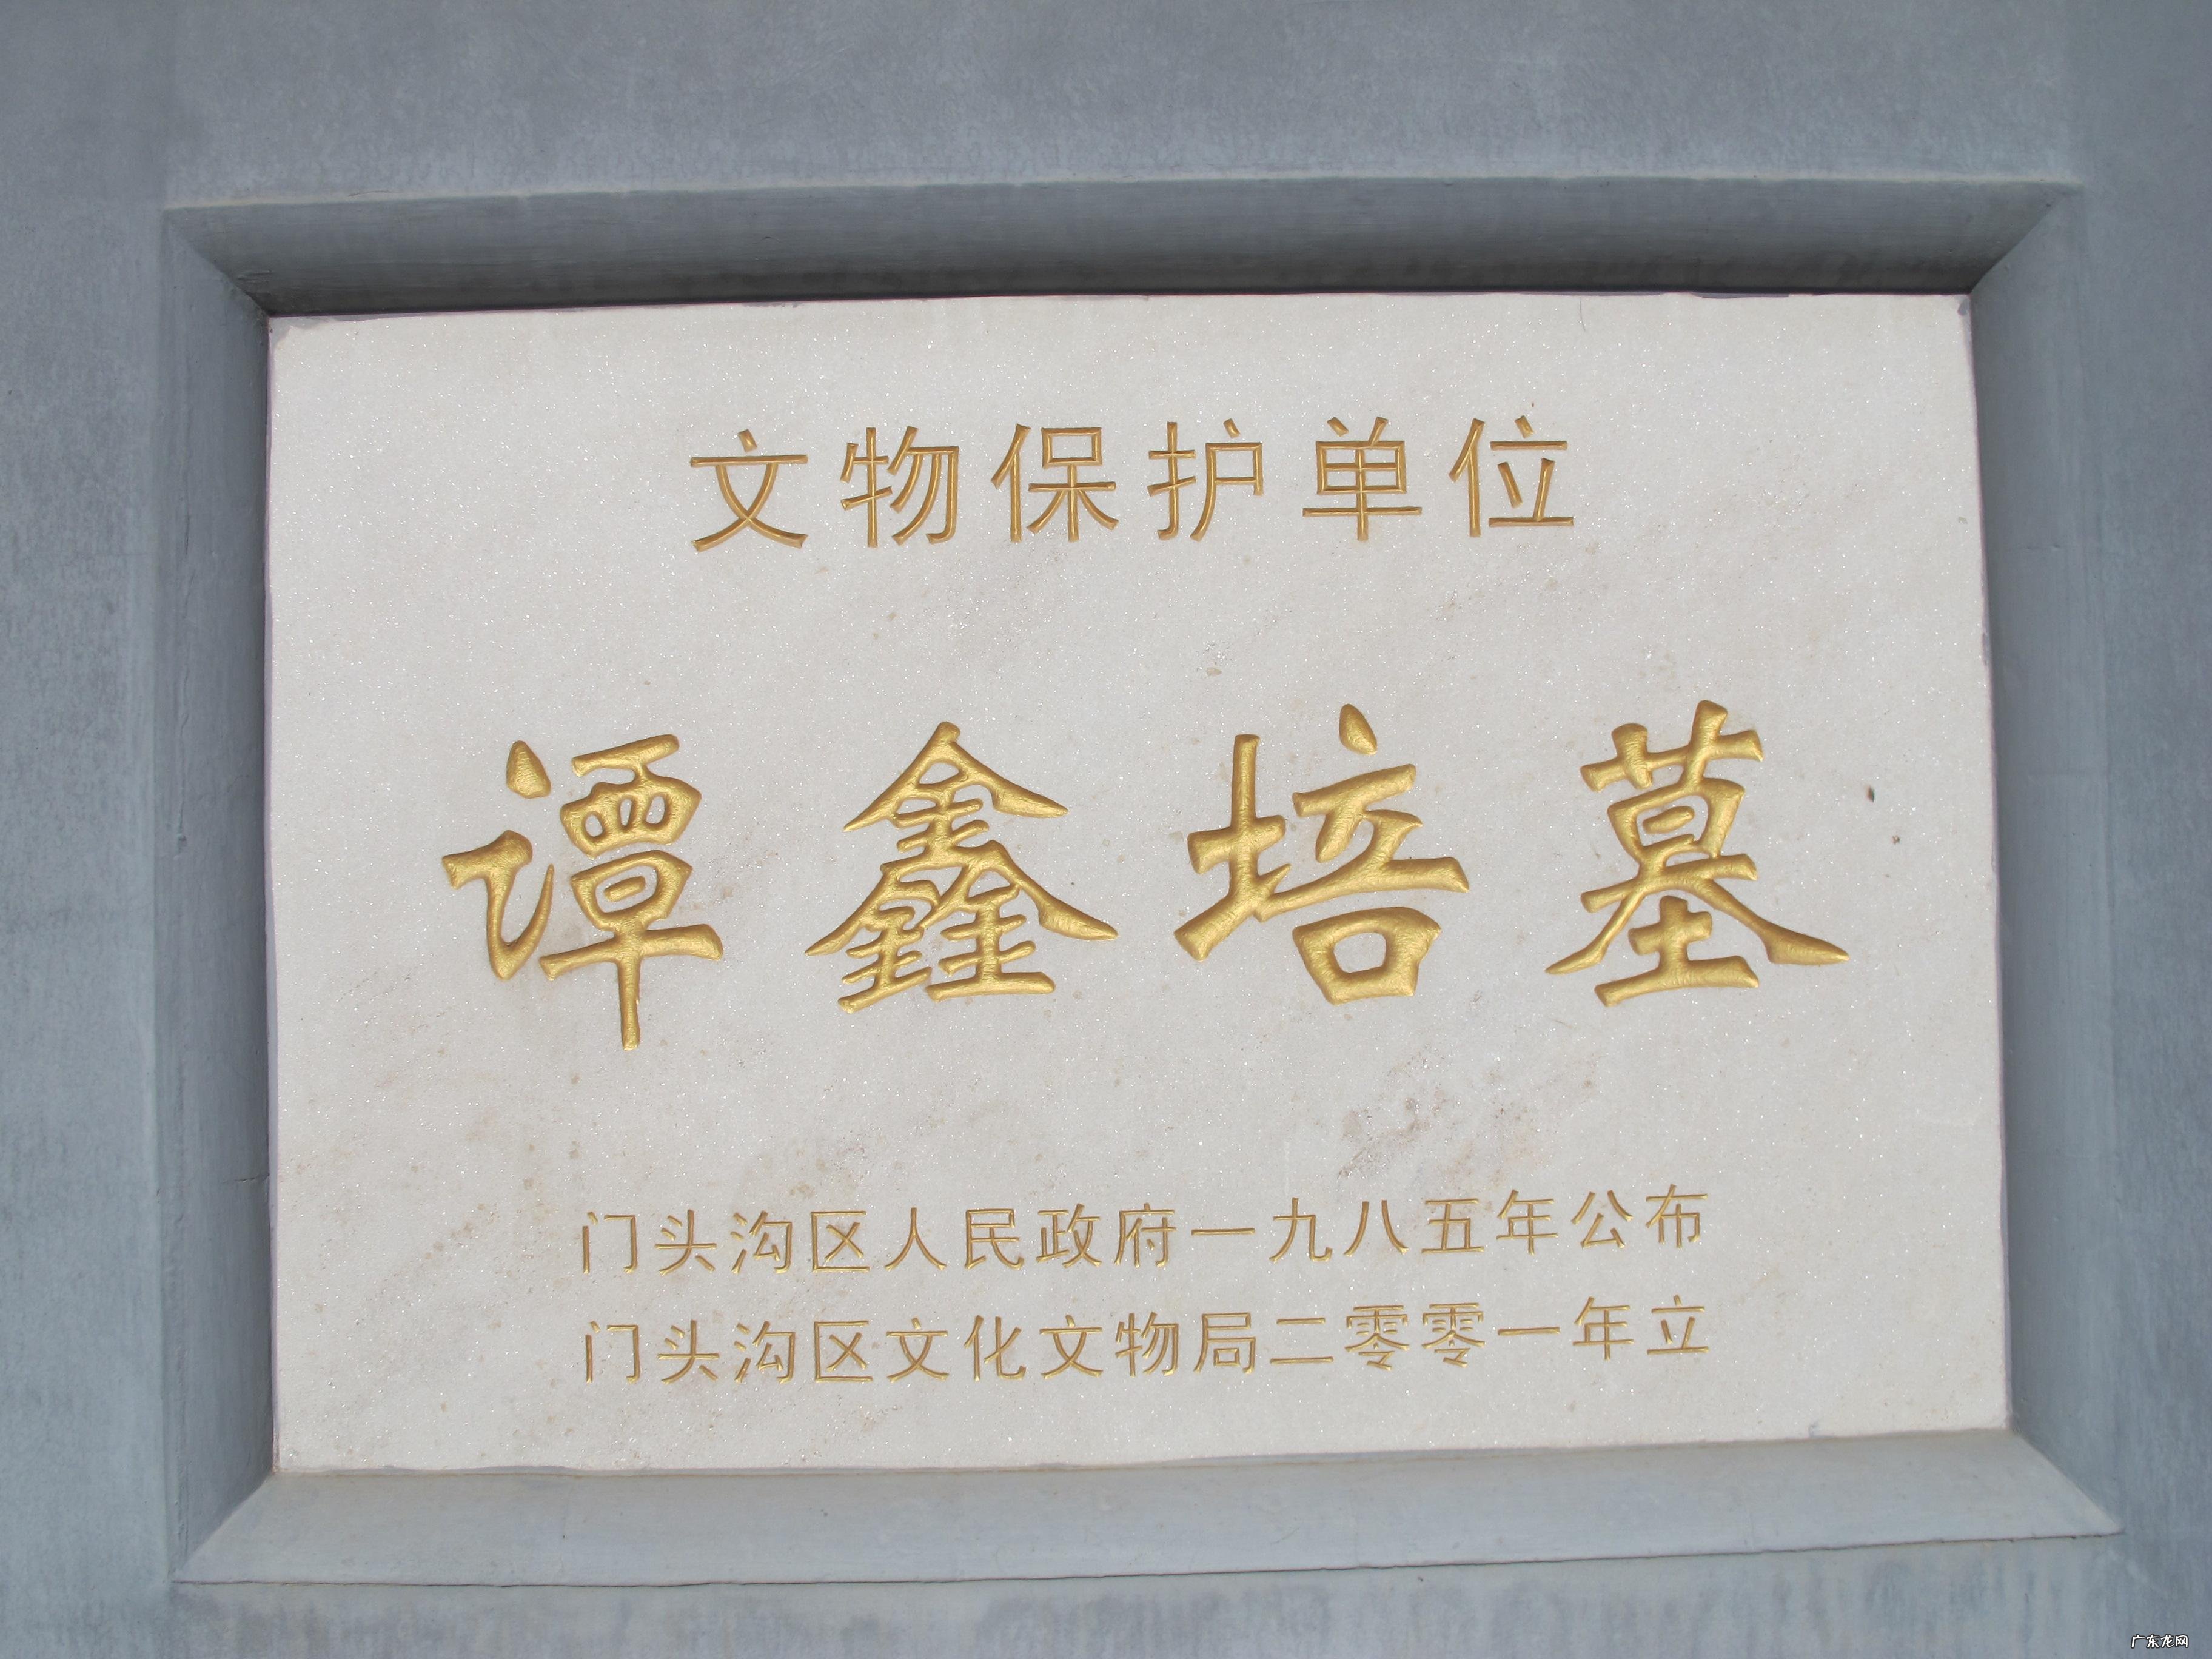 文物保护单位
谭鑫培墓
门头沟区人民政府一九八五年公布
门头沟区文化文物局二零零一年立
广东龙网